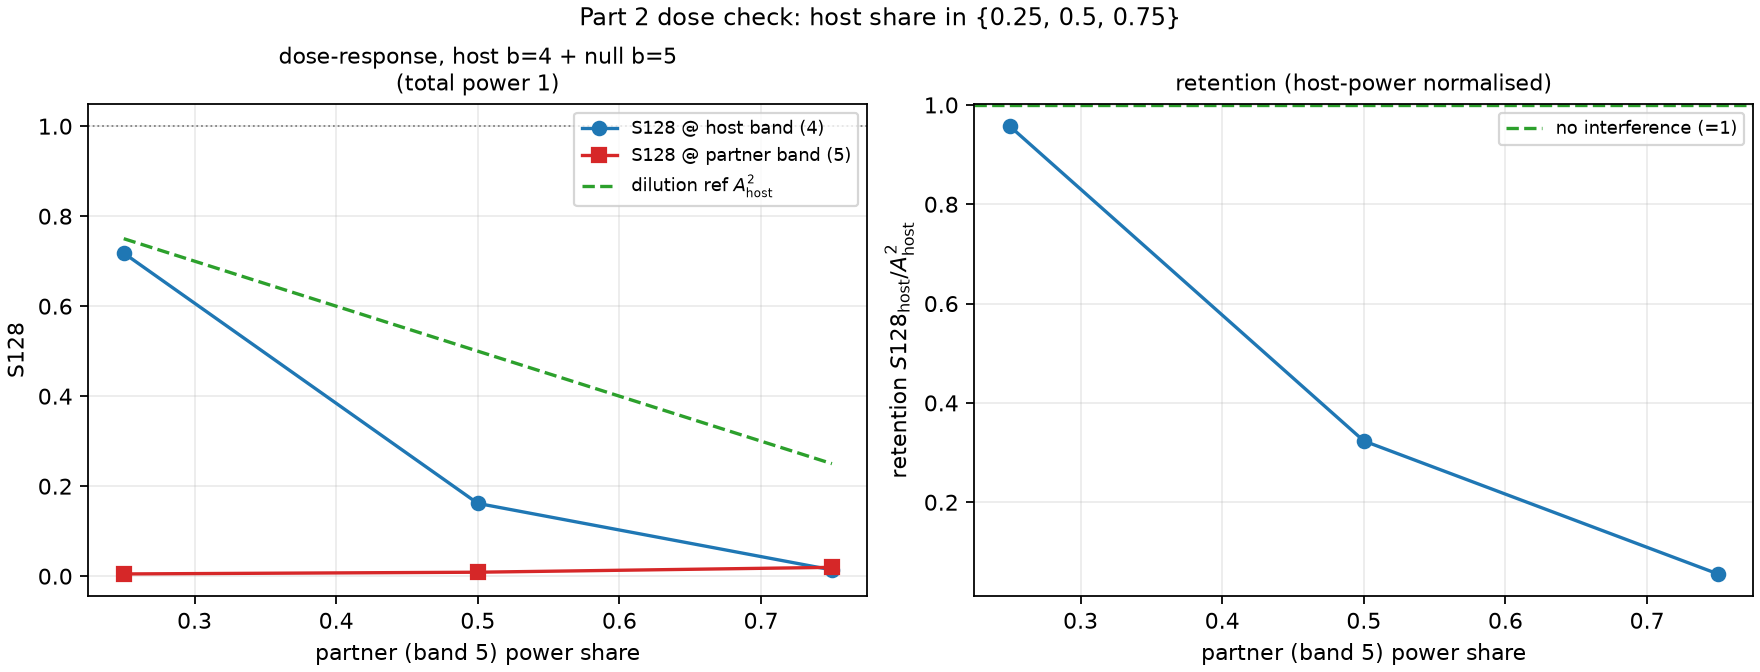 Part 2 dose check: host share in {0.25, 0.5, 0.75}
dose-response, host b=4 + null b=5
(total power 1)
S128 @ host band (4)
S128 @ partner band (5)
dilution ref A²host
1.0
0.8
0.6
0.4
0.2
0.0
S128
0.3 0.4 0.5 0.6 0.7
partner (band 5) power share
retention (host-power normalised)
no interference (=1)
1.0
0.8
0.6
0.4
0.2
retention S128host/A²host
0.3 0.4 0.5 0.6 0.7
partner (band 5) power share